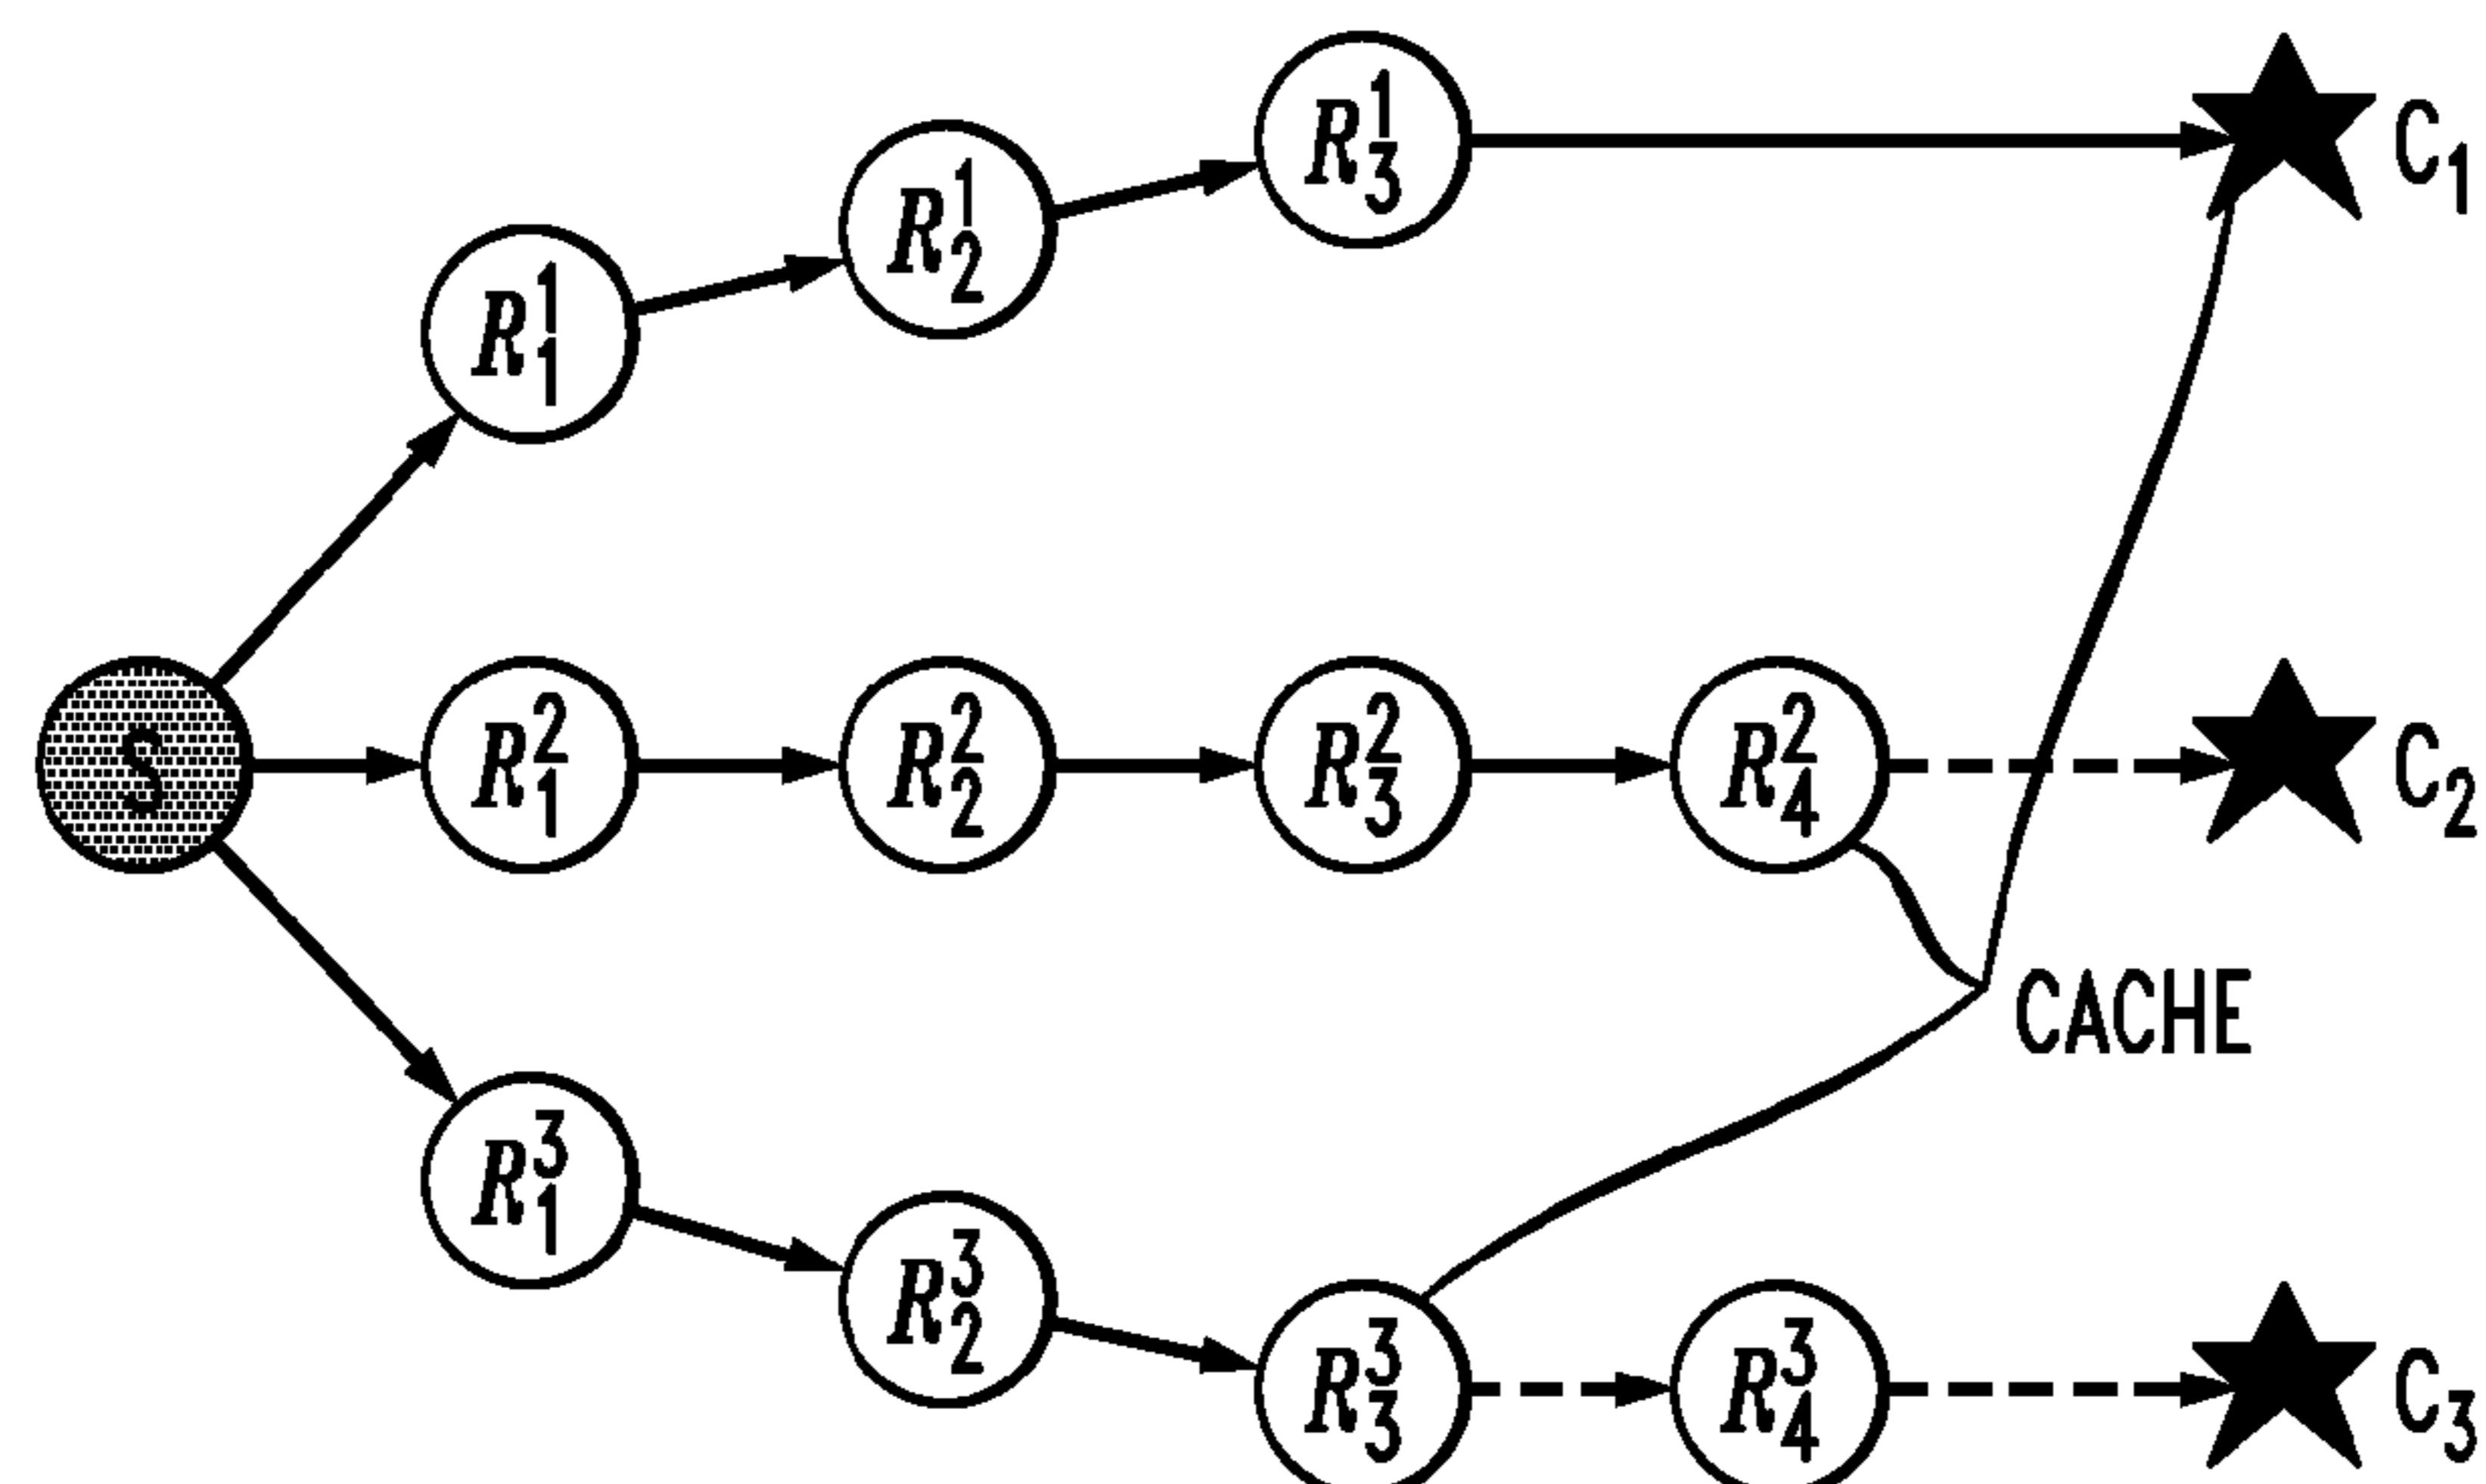 R¹₃ C₁
R¹₂
R¹₁
S R²₁ R²₂ R²₃ R²₄ C₂
CACHE
R³₁
R³₂
R³₃ R³₄ C₃